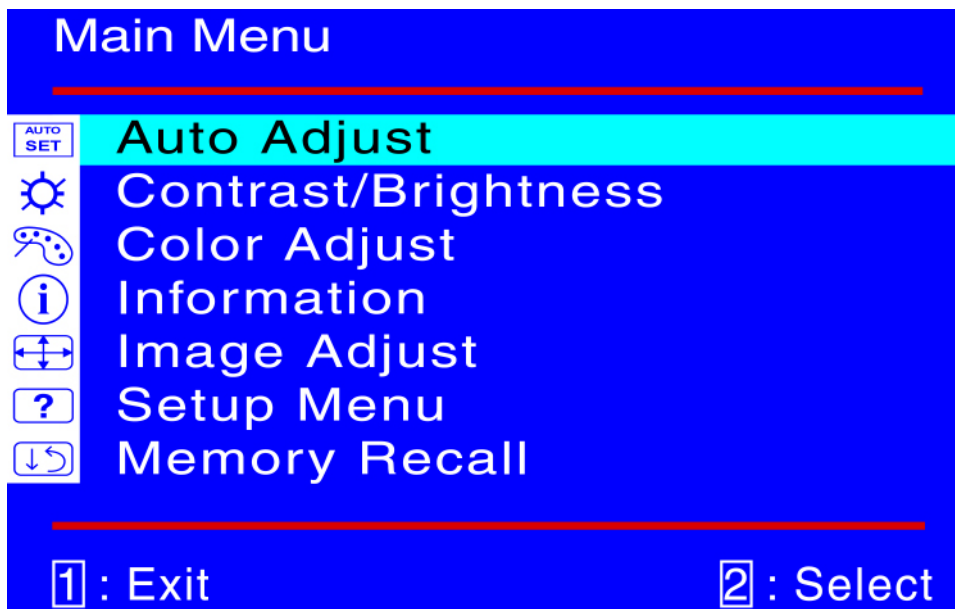 Main Menu
AUTO SET Auto Adjust
Contrast/Brightness
Color Adjust
i Information
Image Adjust
? Setup Menu
Memory Recall
1 : Exit 2 : Select